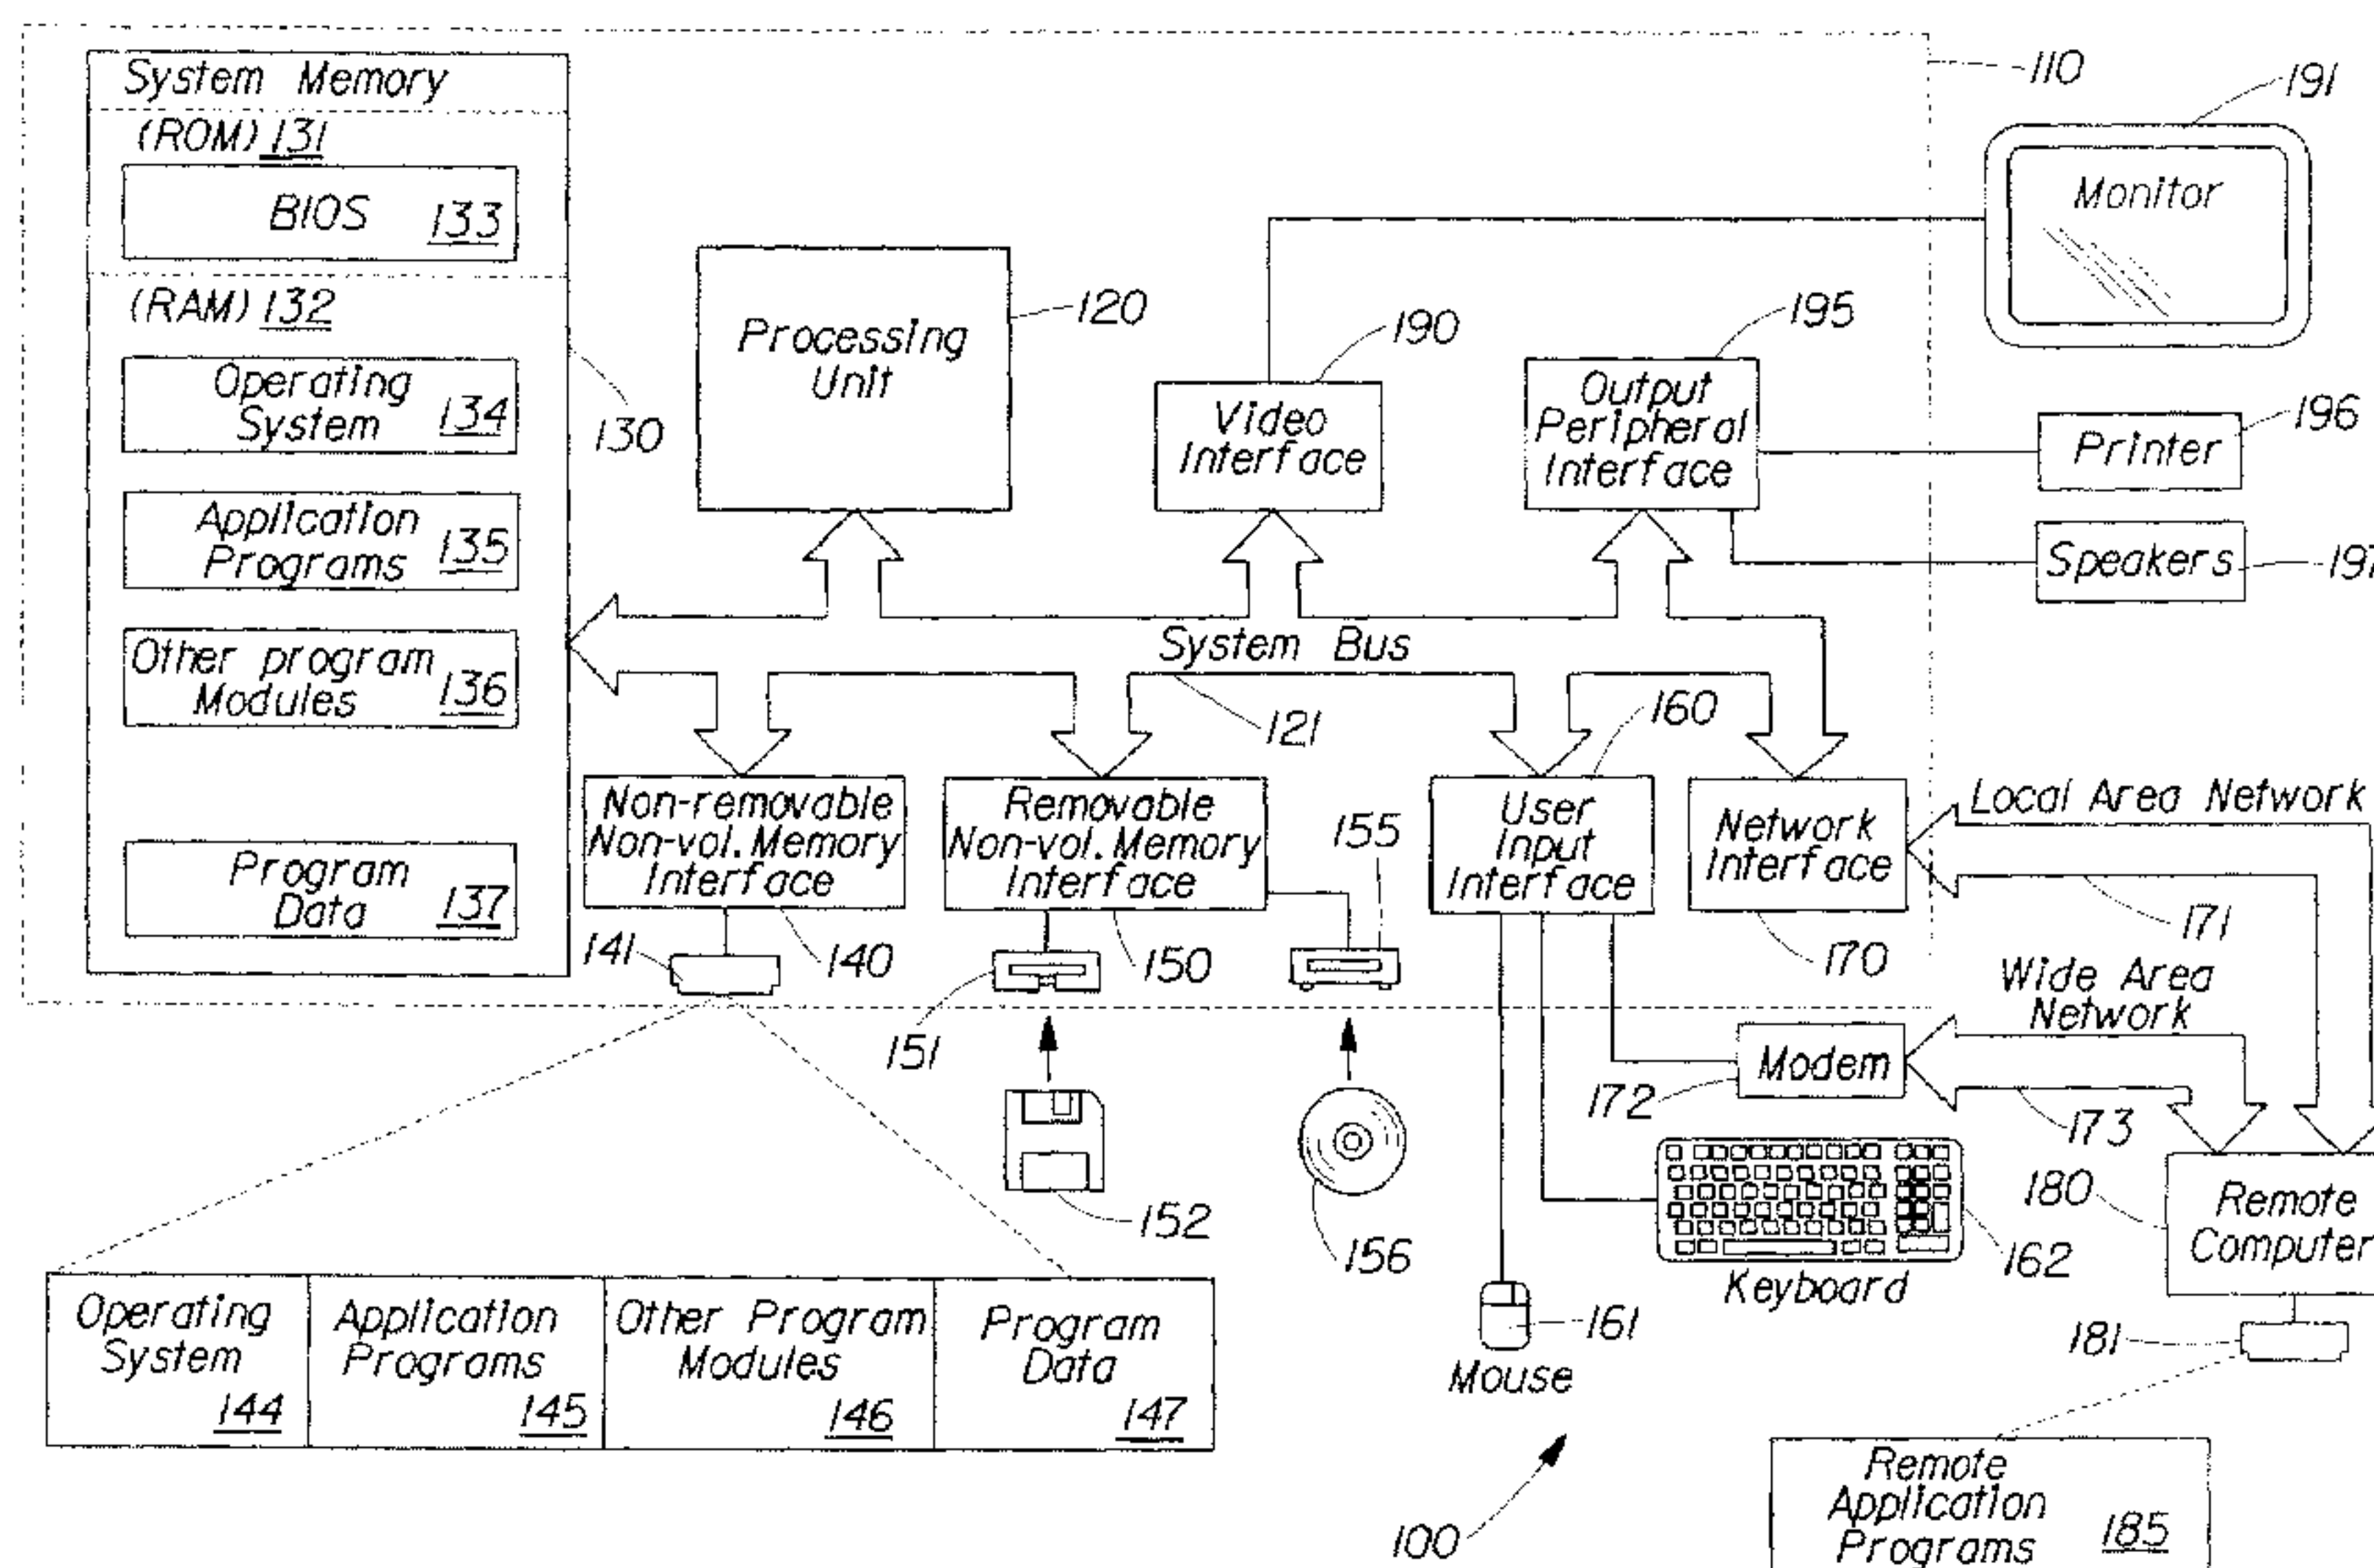 System Memory
(ROM) 131
BIOS 133
(RAM) 132
Operating
System 134
Application
Programs 135
Other program
Modules 136
Program
Data 137
130
Processing
Unit
120
Video
Interface
190
Output
Peripheral
Interface
195
110
191
Monitor
Printer
196
Speakers
197
System Bus
121
Non-removable
Non-vol. Memory
Interface
140
141
Removable
Non-vol. Memory
Interface
150
151
155
User
Input
Interface
160
Network
Interface
170
Local Area Network
171
Wide Area
Network
173
Modem
172
152
156
Keyboard
162
161
Mouse
180
Remote
Computer
181
Operating
System
144
Application
Programs
145
Other Program
Modules
146
Program
Data
147
100
Remote
Application
Programs 185